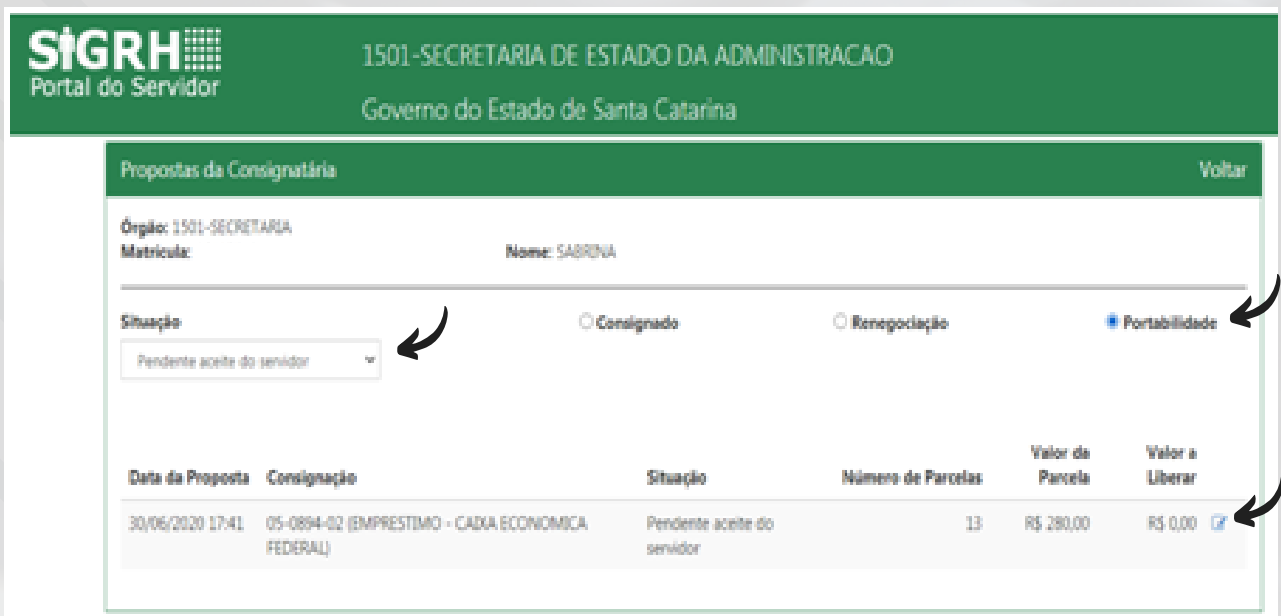 SIGRH
Portal do Servidor
1501-SECRETARIA DE ESTADO DA ADMINISTRACAO
Governo do Estado de Santa Catarina
Propostas da Consignatária Voltar
Órgão: 1501-SECRETARIA
Matrícula: Nome: SABRINA
Situação Consignado Renegociação Portabilidade
Pendente aceite do servidor
Data da Proposta Consignação Situação Número de Parcelas Valor da Parcela Valor a Liberar
30/06/2020 17:41 05-0894-02 (EMPRESTIMO - CAIXA ECONOMICA FEDERAL) Pendente aceite do servidor 13 R$ 280,00 R$ 0,00